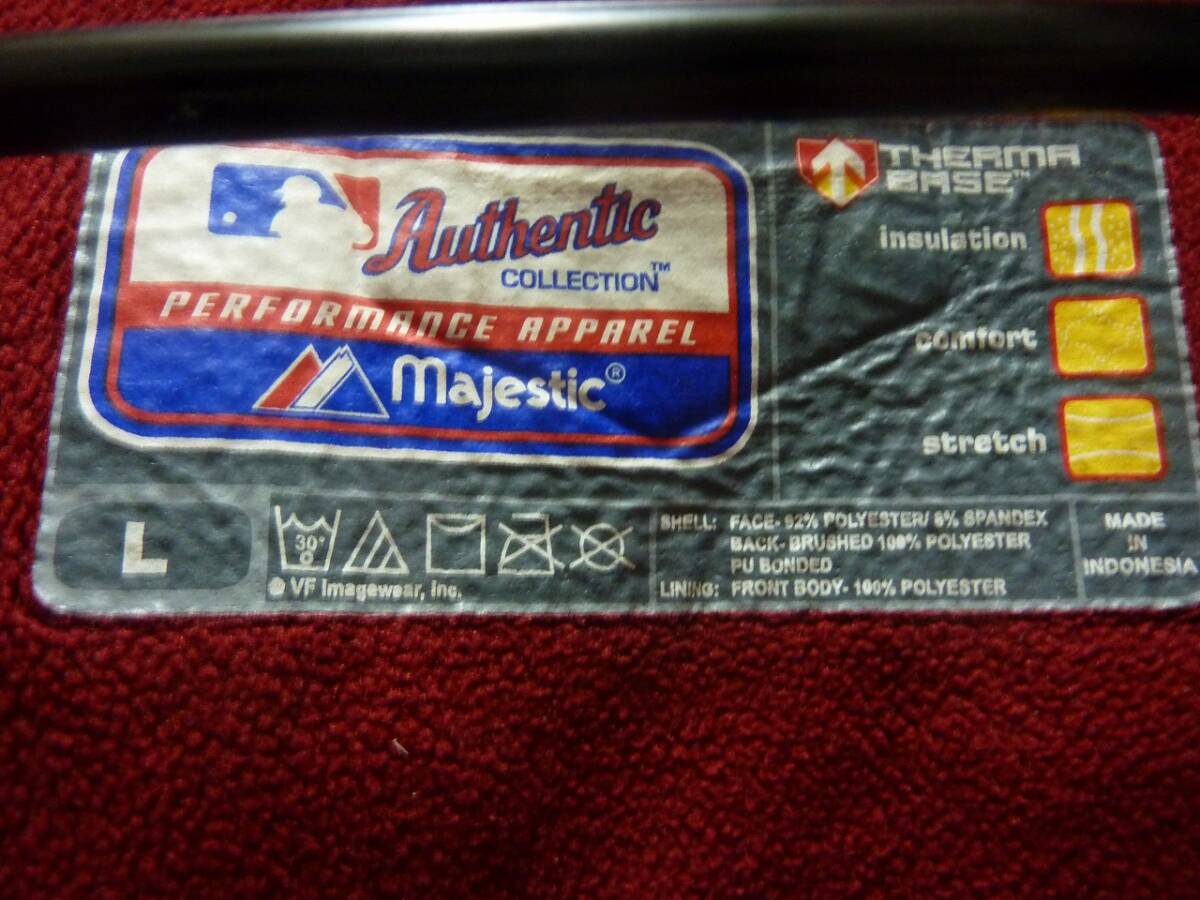 Authentic
COLLECTION™
PERFORMANCE APPAREL
Majestic®
THERMA
BASE™
insulation
comfort
stretch
L
30°
© VF Imagewear, Inc.
SHELL: FACE- 92% POLYESTER/ 8% SPANDEX
BACK- BRUSHED 100% POLYESTER
PU BONDED
LINING: FRONT BODY- 100% POLYESTER
MADE
IN
INDONESIA